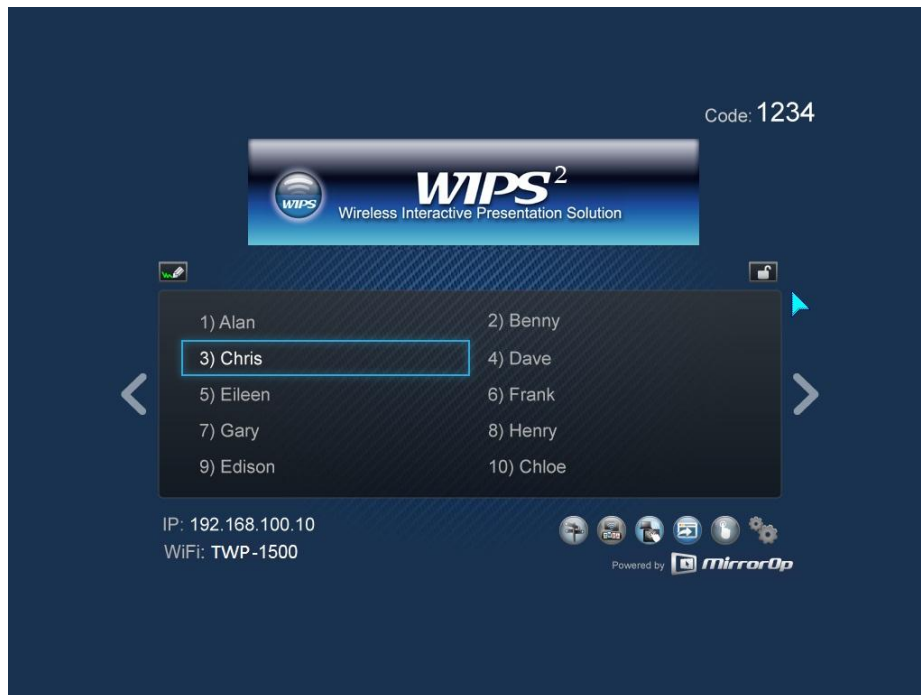 Code: 1234
WIPS
WIPS²
Wireless Interactive Presentation Solution
1) Alan
2) Benny
3) Chris
4) Dave
5) Eileen
6) Frank
7) Gary
8) Henry
9) Edison
10) Chloe
IP: 192.168.100.10
WiFi: TWP-1500
Powered by MirrorOp